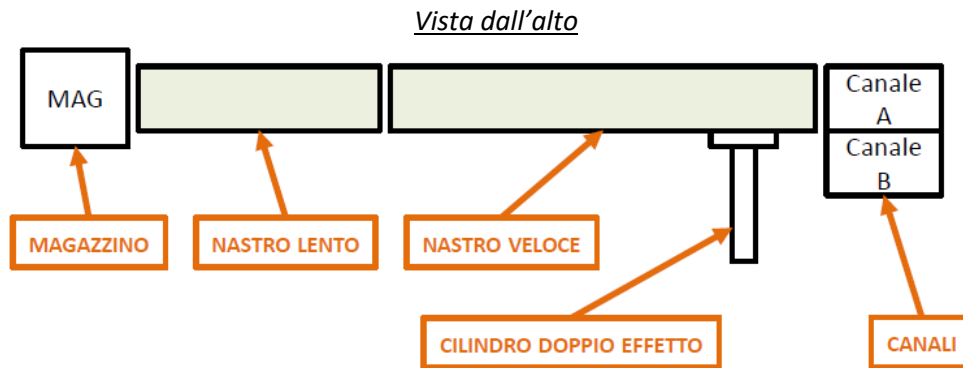 Vista dall'alto
MAG
Canale
A
Canale
B
MAGAZZINO
NASTRO LENTO
NASTRO VELOCE
CILINDRO DOPPIO EFFETTO
CANALI